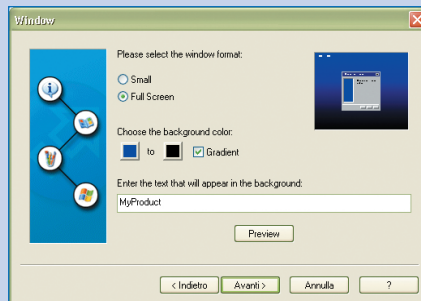 Window
Please select the window format:
Small
Full Screen
Choose the background color:
to
Gradient
Enter the text that will appear in the background:
MyProduct
Preview
< Indietro
Avanti >
Annulla
?